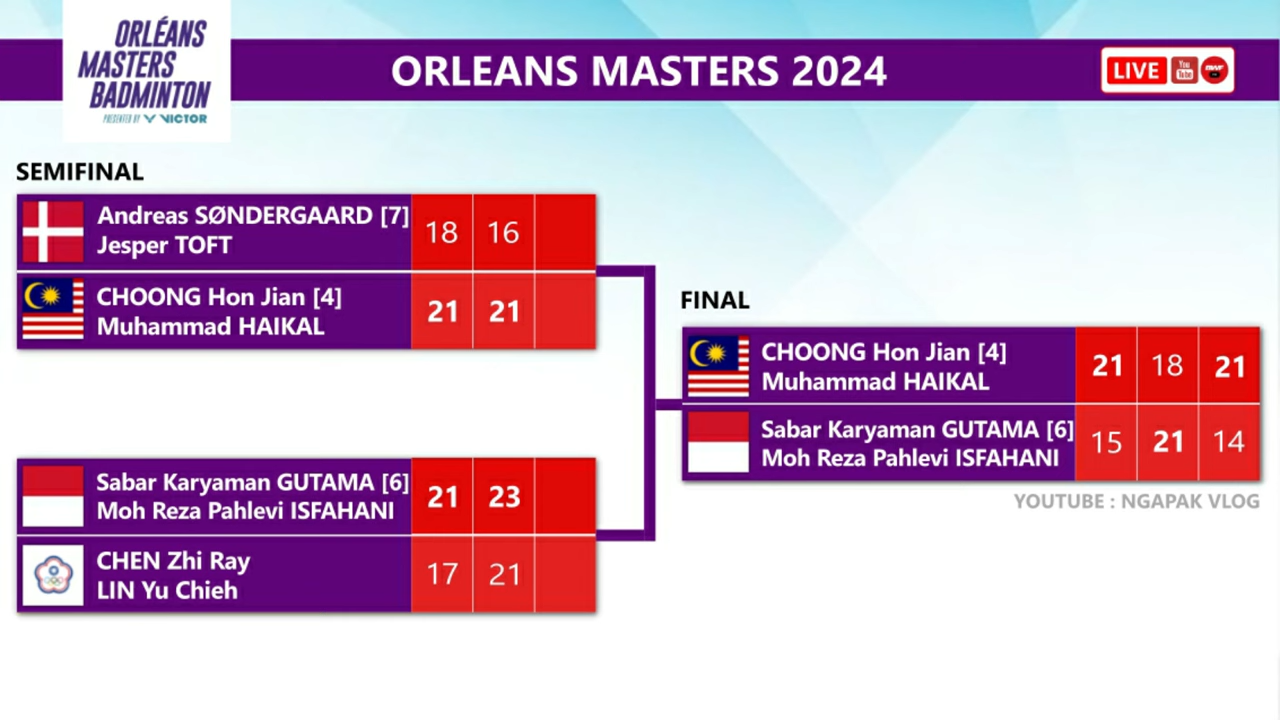 ORLÉANS
MASTERS
BADMINTON
PRESENTED BY VICTOR
ORLEANS MASTERS 2024
LIVE
You
Tube
BWF
SEMIFINAL
Andreas SØNDERGAARD [7]
Jesper TOFT
18 16
CHOONG Hon Jian [4]
Muhammad HAIKAL
21 21
Sabar Karyaman GUTAMA [6]
Moh Reza Pahlevi ISFAHANI
21 23
CHEN Zhi Ray
LIN Yu Chieh
17 21
FINAL
CHOONG Hon Jian [4]
Muhammad HAIKAL
21 18 21
Sabar Karyaman GUTAMA [6]
Moh Reza Pahlevi ISFAHANI
15 21 14
YOUTUBE : NGAPAK VLOG